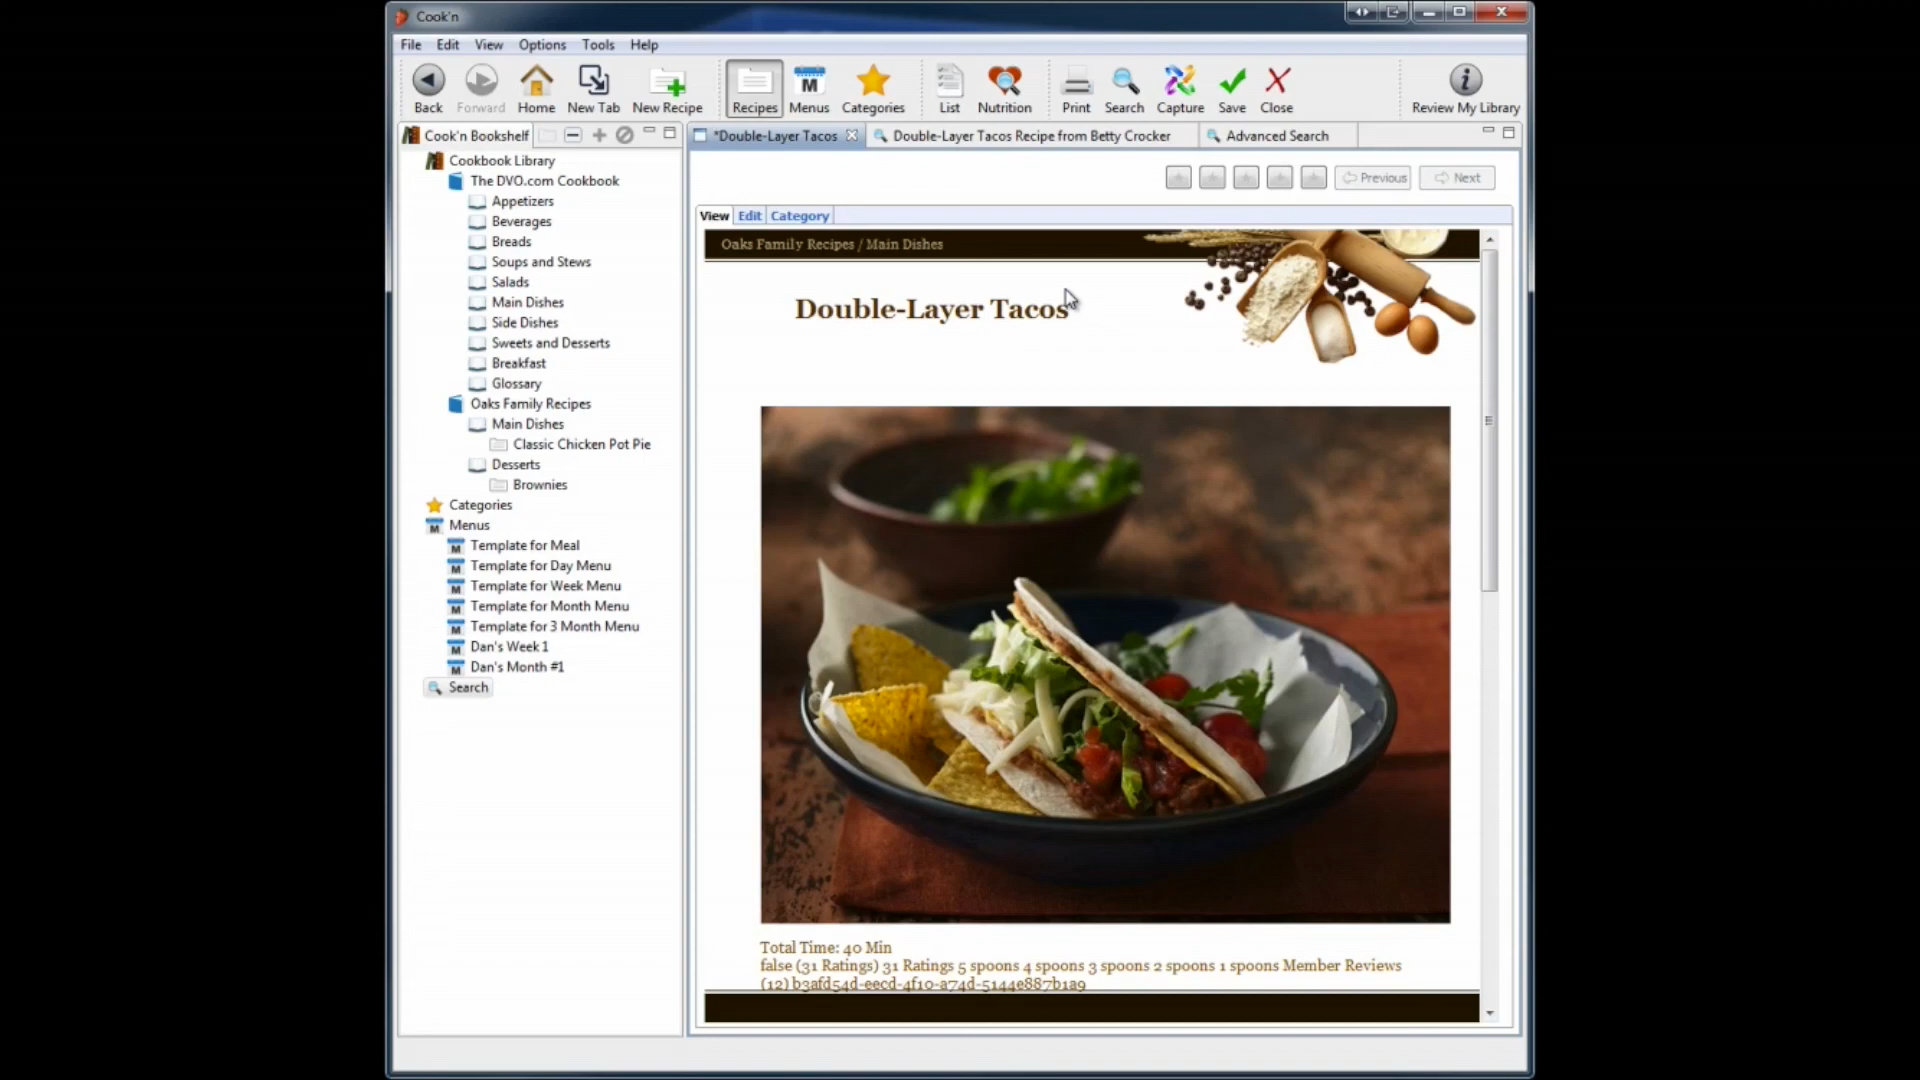 Cook'n
File Edit View Options Tools Help
Back Forward Home New Tab New Recipe Recipes Menus Categories List Nutrition Print Search Capture Save Close Review My Library
Cook'n Bookshelf
Cookbook Library
The DVO.com Cookbook
Appetizers
Beverages
Breads
Soups and Stews
Salads
Main Dishes
Side Dishes
Sweets and Desserts
Breakfast
Glossary
Oaks Family Recipes
Main Dishes
Classic Chicken Pot Pie
Desserts
Brownies
Categories
Menus
Template for Meal
Template for Day Menu
Template for Week Menu
Template for Month Menu
Template for 3 Month Menu
Dan's Week 1
Dan's Month #1
Search
*Double-Layer Tacos Double-Layer Tacos Recipe from Betty Crocker Advanced Search
Previous Next
View Edit Category
Oaks Family Recipes / Main Dishes
Double-Layer Tacos
Total Time: 40 Min
false (31 Ratings) 31 Ratings 5 spoons 4 spoons 3 spoons 2 spoons 1 spoons Member Reviews
(12) b3afd54d-eecd-4f10-a74d-5144e887b1a9